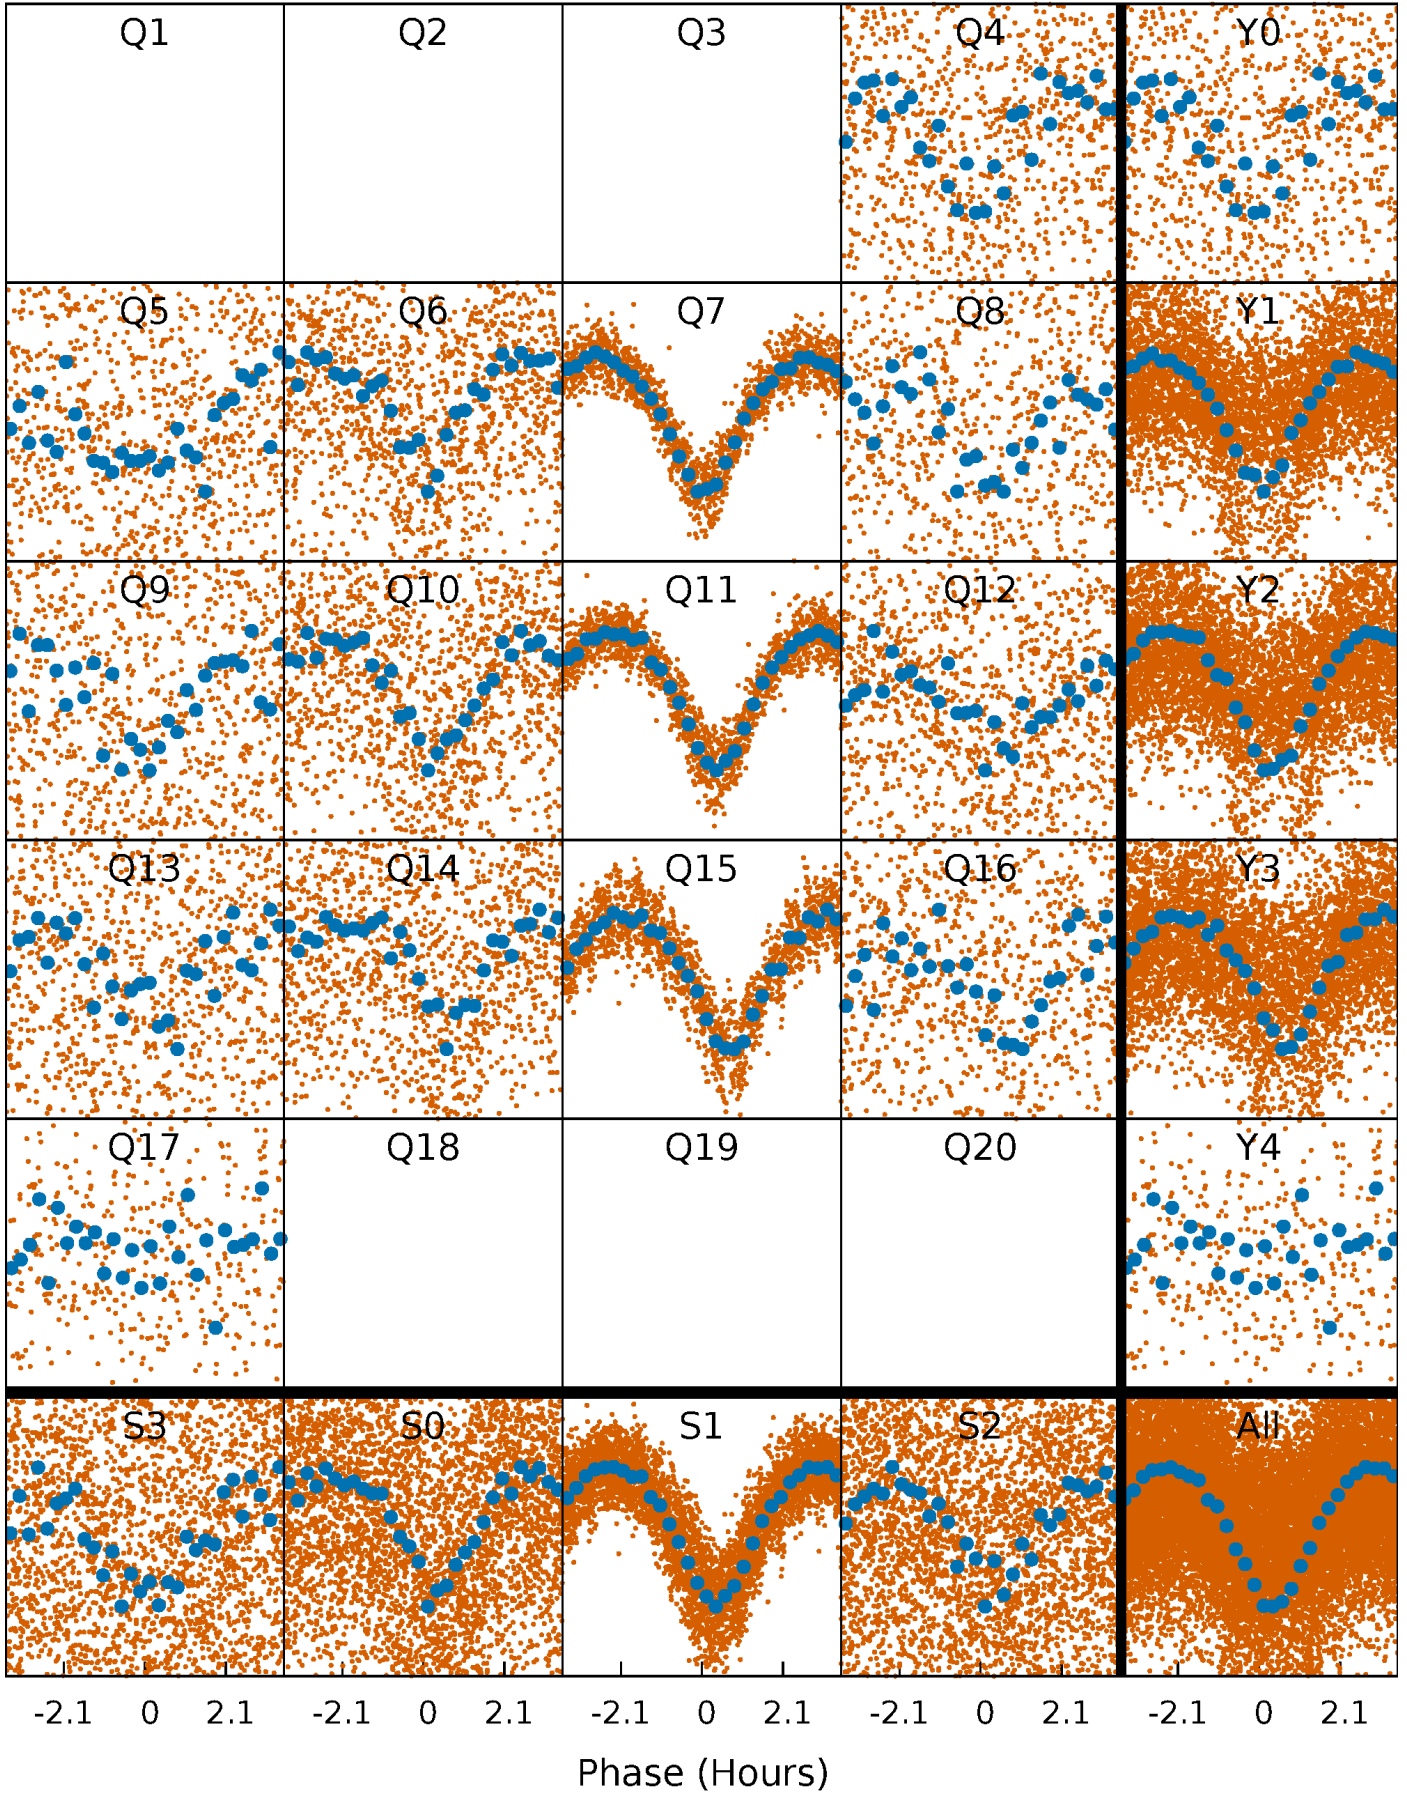 Q1 Q2 Q3 Q4 Y0
Q5 Q6 Q7 Q8 Y1
Q9 Q10 Q11 Q12 Y2
Q13 Q14 Q15 Q16 Y3
Q17 Q18 Q19 Q20 Y4
S3 S0 S1 S2 All
-2.1 0 2.1 -2.1 0 2.1 -2.1 0 2.1 -2.1 0 2.1 -2.1 0 2.1
Phase (Hours)